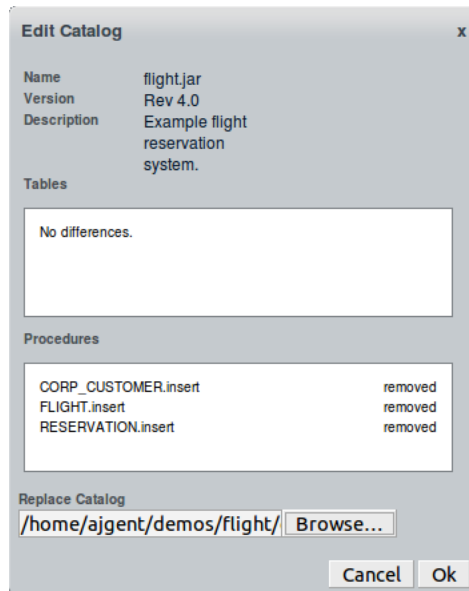 Edit Catalog x
Name flight.jar
Version Rev 4.0
Description Example flight
reservation
system.
Tables
No differences.
Procedures
CORP_CUSTOMER.insert removed
FLIGHT.insert removed
RESERVATION.insert removed
Replace Catalog
/home/ajgent/demos/flight/ Browse...
Cancel Ok